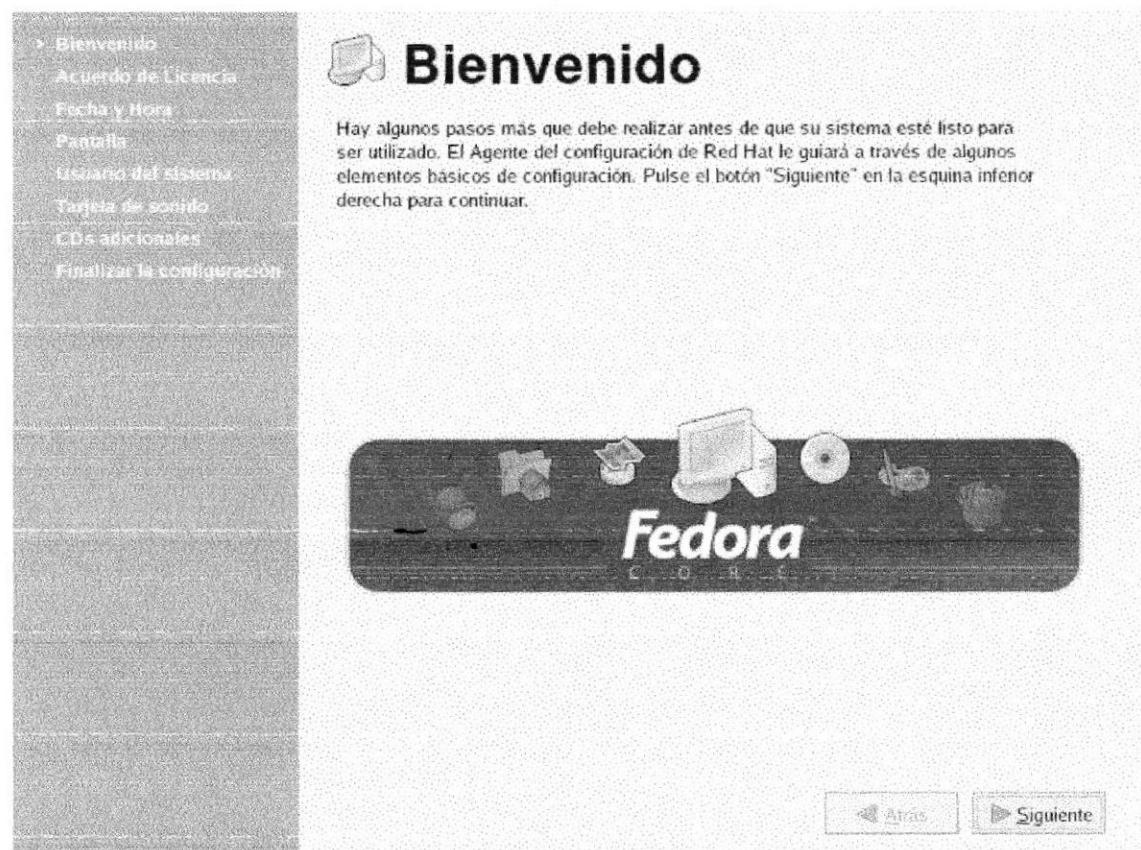 Bienvenido
Acuerdo de Licencia
Fecha y Hora
Pantalla
Usuario del sistema
Tarjeta de sonido
CDs adicionales
Finalizar la configuración
Bienvenido
Hay algunos pasos más que debe realizar antes de que su sistema esté listo para
ser utilizado. El Agente del configuración de Red Hat le guiará a través de algunos
elementos básicos de configuración. Pulse el botón "Siguiente" en la esquina inferior
derecha para continuar.
Fedora
CORE
Atrás
Siguiente